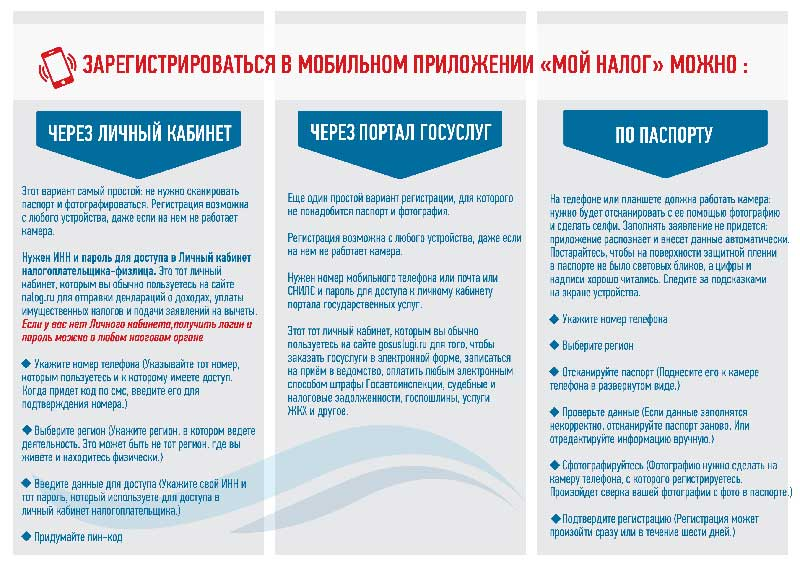 ЗАРЕГИСТРИРОВАТЬСЯ В МОБИЛЬНОМ ПРИЛОЖЕНИИ «МОЙ НАЛОГ» МОЖНО :
ЧЕРЕЗ ЛИЧНЫЙ КАБИНЕТ
Этот вариант самый простой: не нужно сканировать
паспорт и фотографироваться. Регистрация возможна
с любого устройства, даже если на нем не работает
камера.
Нужен ИНН и пароль для доступа в Личный кабинет
налогоплательщика-физлица. Это тот личный
кабинет, которым вы обычно пользуетесь на сайте
nalog.ru для отправки деклараций о доходах, уплаты
имущественных налогов и подачи заявлений на вычеты.
Если у вас нет Личного кабинета,получить логин и
пароль можно в любом налоговом органе
◆ Укажите номер телефона (Указывайте тот номер,
которым пользуетесь и к которому имеете доступ.
Когда придет код по смс, введите его для
подтверждения номера.)
◆ Выберите регион (Укажите регион, в котором ведете
деятельность. Это может быть не тот регион, где вы
живете и находитесь физически.)
◆ Введите данные для доступа (Укажите свой ИНН и
тот пароль, который используете для доступа в
личный кабинет налогоплательщика.)
◆ Придумайте пин-код
ЧЕРЕЗ ПОРТАЛ ГОСУСЛУГ
Еще один простой вариант регистрации, для которого
не понадобится паспорт и фотография.
Регистрация возможна с любого устройства, даже если
на нем не работает камера.
Нужен номер мобильного телефона или почта или
СНИЛС и пароль для доступа к личному кабинету
портала государственных услуг.
Этот тот личный кабинет, которым вы обычно
пользуетесь на сайте gosuslugi.ru для того, чтобы
заказать госуслуги в электронной форме, записаться
на приём в ведомство, оплатить любым электронным
способом штрафы Госавтоинспекции, судебные и
налоговые задолженности, госпошлины, услуги
ЖКХ и другое.
ПО ПАСПОРТУ
На телефоне или планшете должна работать камера:
нужно будет отсканировать с ее помощью фотографию
и сделать селфи. Заполнять заявление не придется:
приложение распознает и внесет данные автоматически.
Постарайтесь, чтобы на поверхности защитной пленки
в паспорте не было световых бликов, а цифры и
надписи хорошо читались. Следите за подсказками
на экране устройства.
◆ Укажите номер телефона
◆ Выберите регион
◆ Отсканируйте паспорт (Поднесите его к камере
телефона в развернутом виде.)
◆ Проверьте данные (Если данные заполнятся
некорректно, отсканируйте паспорт заново. Или
отредактируйте информацию вручную.)
◆ Сфотографируйтесь (Фотографию нужно сделать на
камеру телефона, с которого регистрируетесь.
Произойдет сверка вашей фотографии с фото в паспорте.)
◆Подтвердите регистрацию (Регистрация может
произойти сразу или в течение шести дней.)